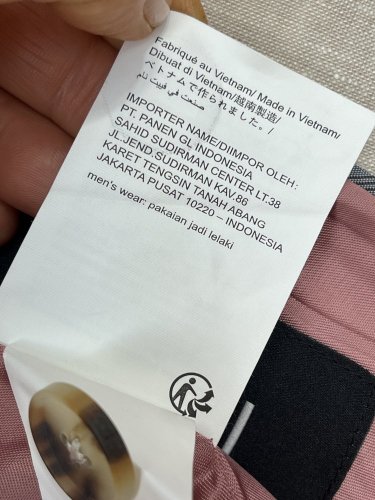 Fabriqué au Vietnam/ Made in Vietnam/
Dibuat di Vietnam/越南製造/
ベトナムで作られました。/
صنعت في فييت نام
IMPORTER NAME/DIIMPOR OLEH:
PT. PANEN GL INDONESIA
SAHID SUDIRMAN CENTER LT.38
JL.JEND.SUDIRMAN KAV.86
KARET TENGSIN TANAH ABANG
JAKARTA PUSAT 10220 – INDONESIA
men's wear: pakaian jadi lelaki